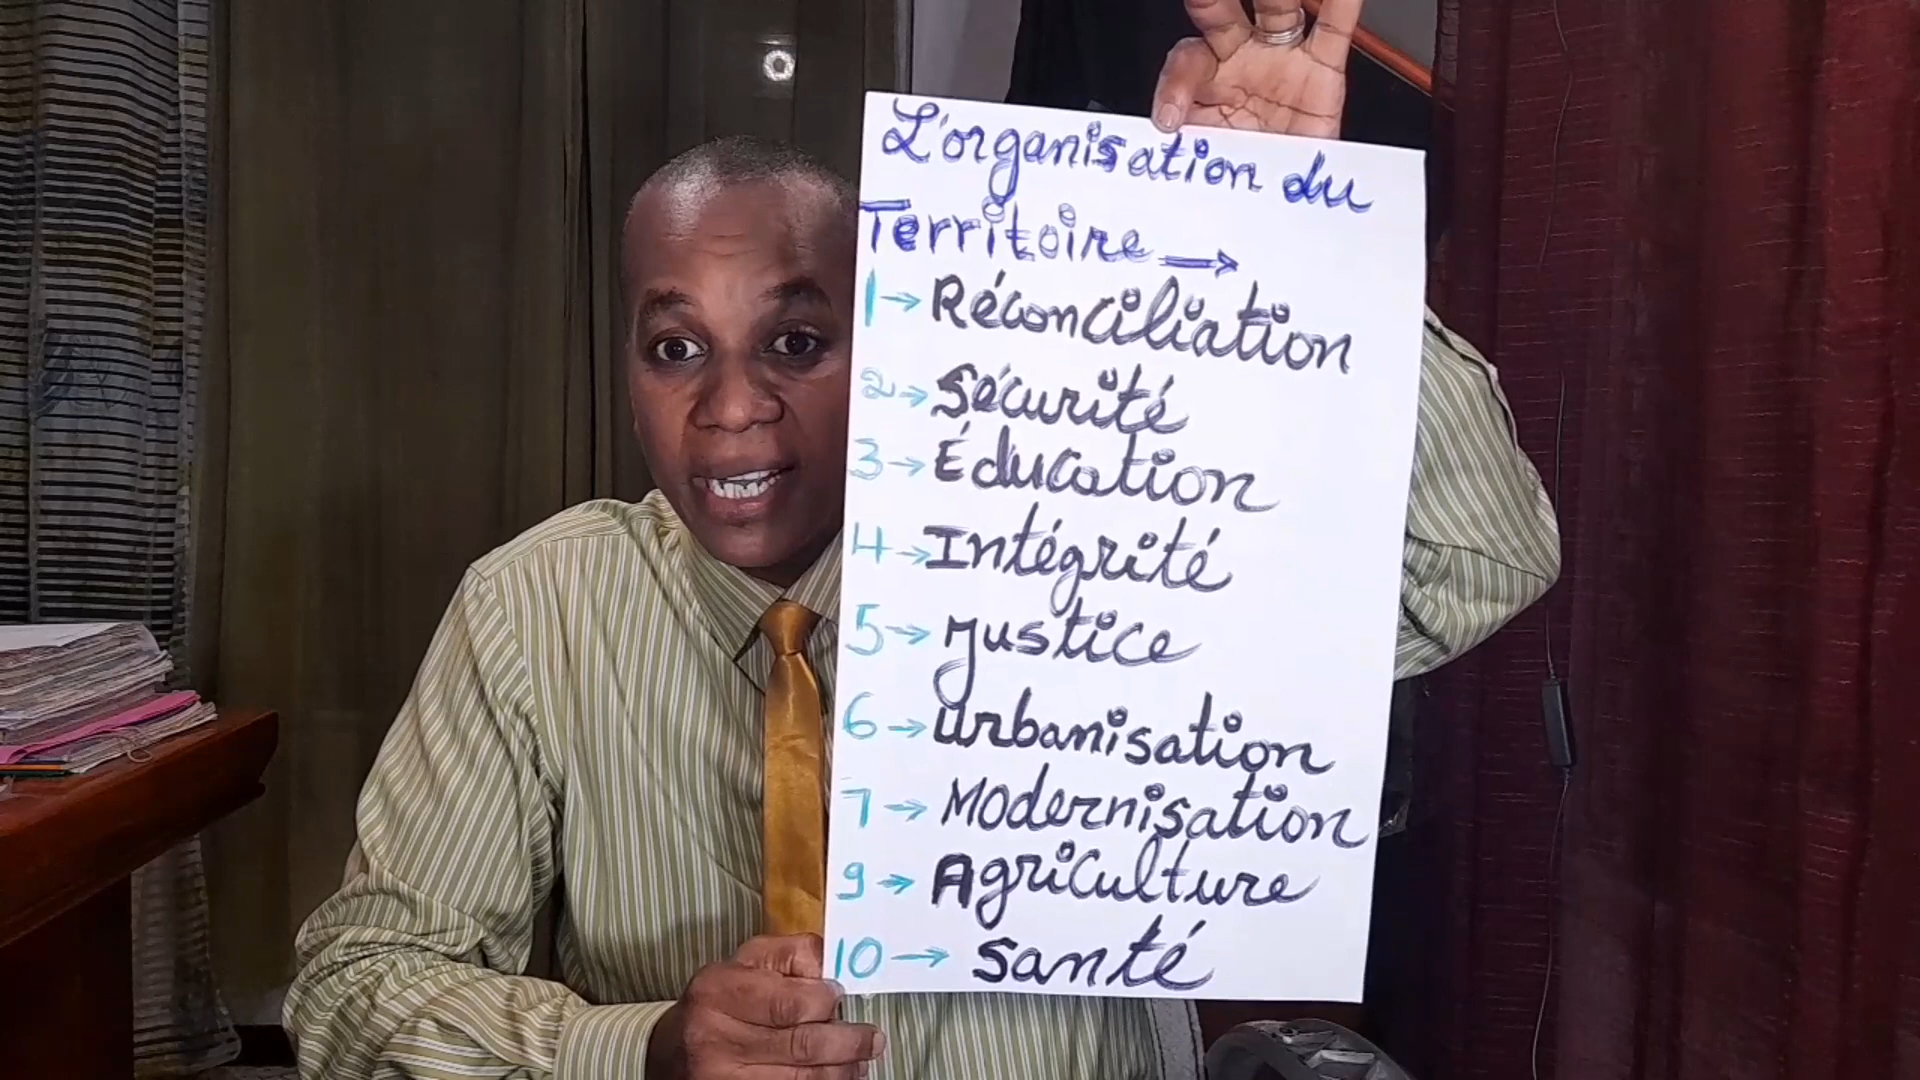 L'organisation du
Territoire →
1 → Réconciliation
2 → Sécurité
3 → Éducation
4 → Intégrité
5 → Justice
6 → Urbanisation
7 → Modernisation
9 → Agriculture
10 → Santé